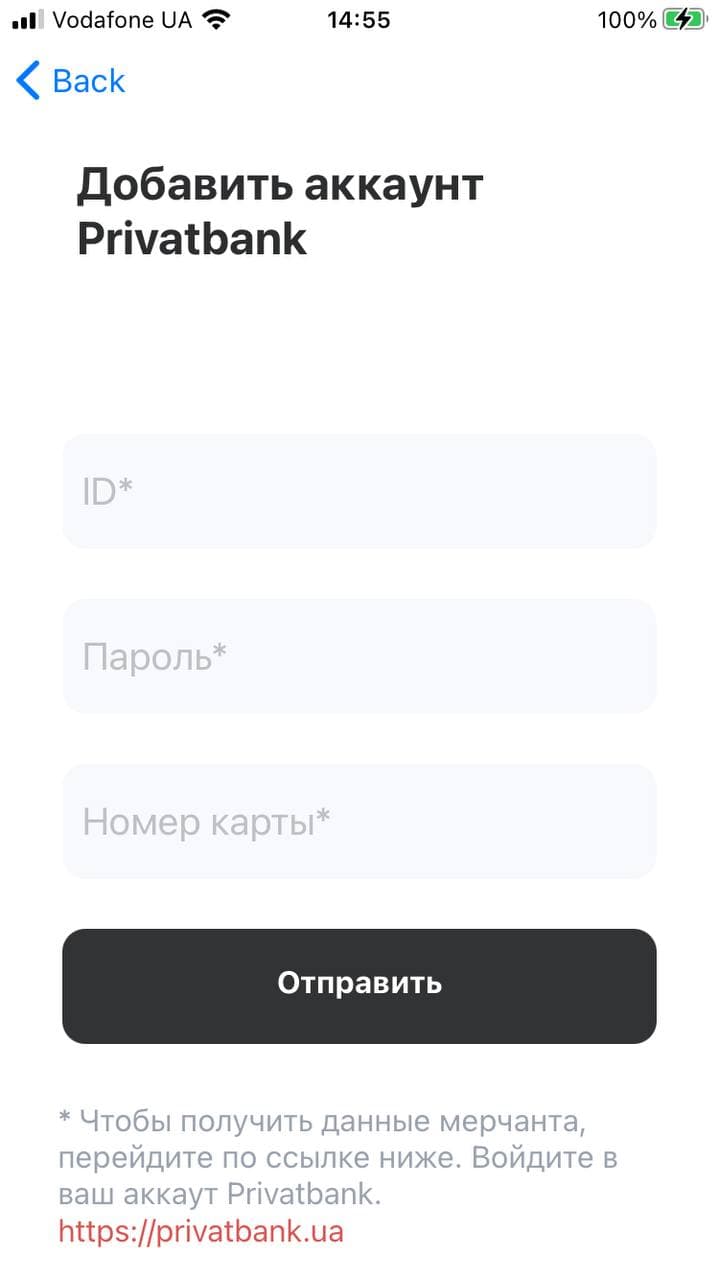 Vodafone UA 14:55 100%
Back
Добавить аккаунт
Privatbank
ID*
Пароль*
Номер карты*
Отправить
* Чтобы получить данные мерчанта,
перейдите по ссылке ниже. Войдите в
ваш аккаут Privatbank.
https://privatbank.ua